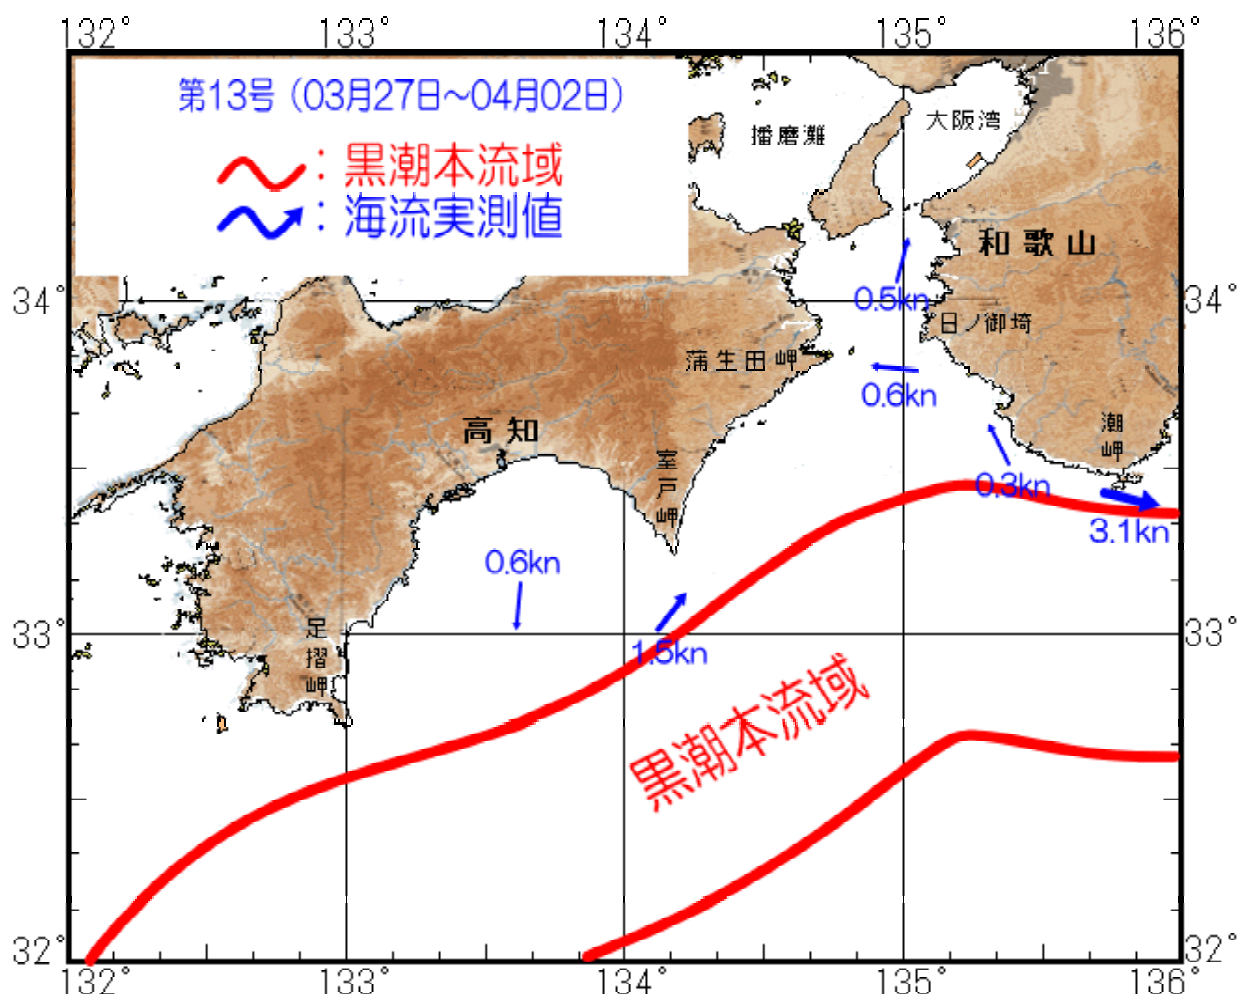 132° 133° 134° 135° 136°
第13号（03月27日～04月02日）
：黒潮本流域
：海流実測値
播磨灘
大阪湾
和歌山
34° 34°
0.5kn
日ノ御埼
蒲生田岬
0.6kn
高知
室戸岬
潮岬
0.3kn
3.1kn
0.6kn
33° 33°
足摺岬
1.5kn
黒潮本流域
32° 32°
132° 133° 134° 135° 136°